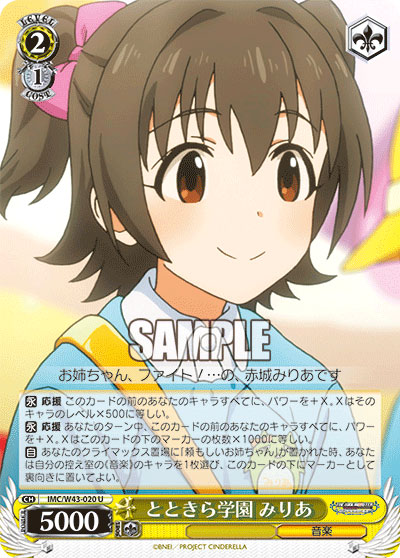 LEVEL
2
1
COST
SAMPLE
お姉ちゃん、ファイト / …の、赤城みりあです
永 応援 このカードの前のあなたのキャラすべてに、パワーを＋X。Xはその
キャラのレベル×500に等しい。
永 応援 あなたのターン中、このカードの前のあなたのキャラすべてに、パワー
を＋X。Xはこのカードの下のマーカーの枚数×1000に等しい。
自 あなたのクライマックス置場に「頼もしいお姉ちゃん」が置かれた時、あなた
は自分の控え室の《音楽》のキャラを1枚選び、このカードの下にマーカーとして
裏向きに置いてよい。
CH IMC/W43-020 U
5000
とときら学園 みりあ
音楽
©NEI／PROJECT CINDERELLA